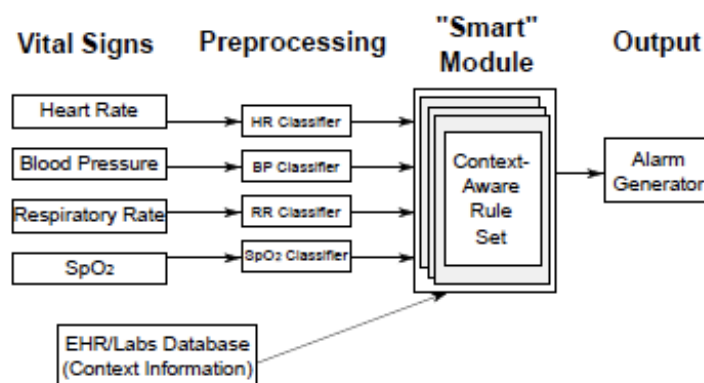 Vital Signs
Preprocessing
"Smart"
Module
Output
Heart Rate
HR Classifier
Blood Pressure
BP Classifier
Respiratory Rate
RR Classifier
SpO₂
SpO₂ Classifier
Context-
Aware
Rule
Set
Alarm
Generator
EHR/Labs Database
(Context Information)